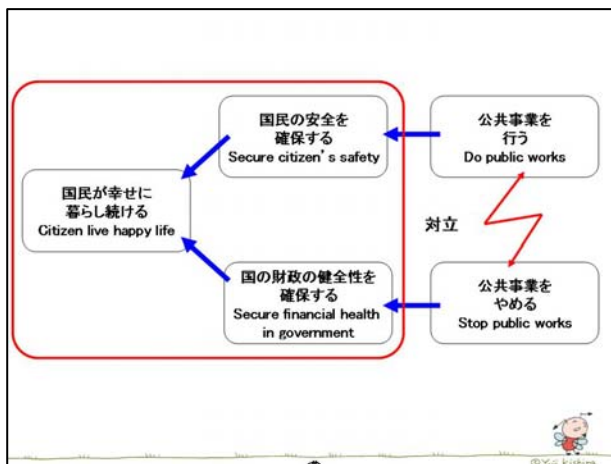 国民の安全を
確保する
Secure citizen's safety
公共事業を
行う
Do public works
国民が幸せに
暮らし続ける
Citizen live happy life
対立
国の財政の健全性を
確保する
Secure financial health
in government
公共事業を
やめる
Stop public works